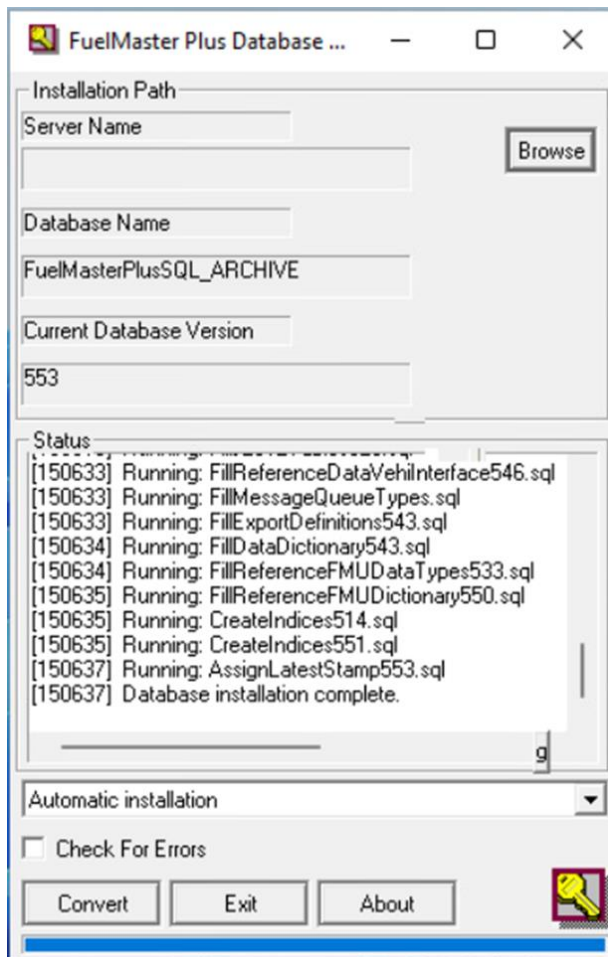 FuelMaster Plus Database ...
Installation Path
Server Name
Browse
Database Name
FuelMasterPlusSQL_ARCHIVE
Current Database Version
553
Status
[150633] Running: FillReferenceDataVehiInterface546.sql
[150633] Running: FillMessageQueueTypes.sql
[150633] Running: FillExportDefinitions543.sql
[150634] Running: FillDataDictionary543.sql
[150634] Running: FillReferenceFMUDataTypes533.sql
[150635] Running: FillReferenceFMUDictionary550.sql
[150635] Running: CreateIndices514.sql
[150635] Running: CreateIndices551.sql
[150637] Running: AssignLatestStamp553.sql
[150637] Database installation complete.
g
Automatic installation
Check For Errors
Convert Exit About